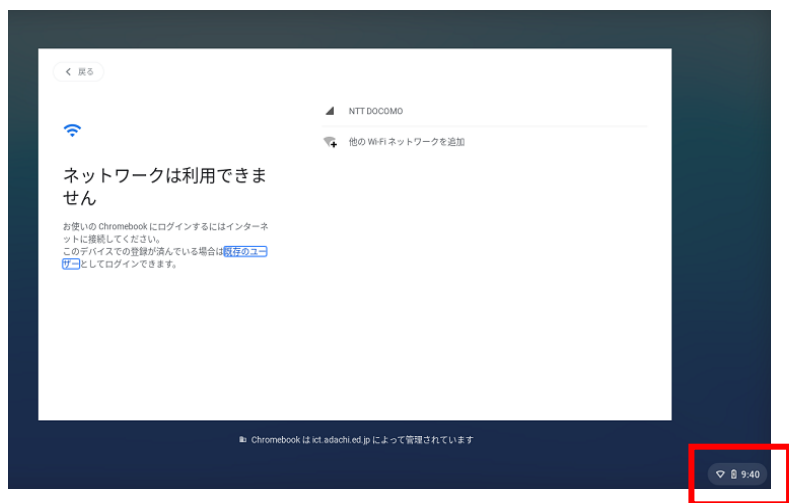 戻る
NTT DOCOMO
他の Wi-Fi ネットワークを追加
ネットワークは利用できま
せん
お使いの Chromebook にログインするにはインターネ
ットに接続してください。
このデバイスでの登録が済んでいる場合は既存のユー
ザーとしてログインできます。
Chromebook は ict.adachi.ed.jp によって管理されています
9:40